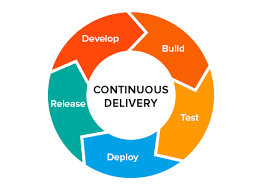 Develop
Build
CONTINUOUS
DELIVERY
Release
Test
Deploy